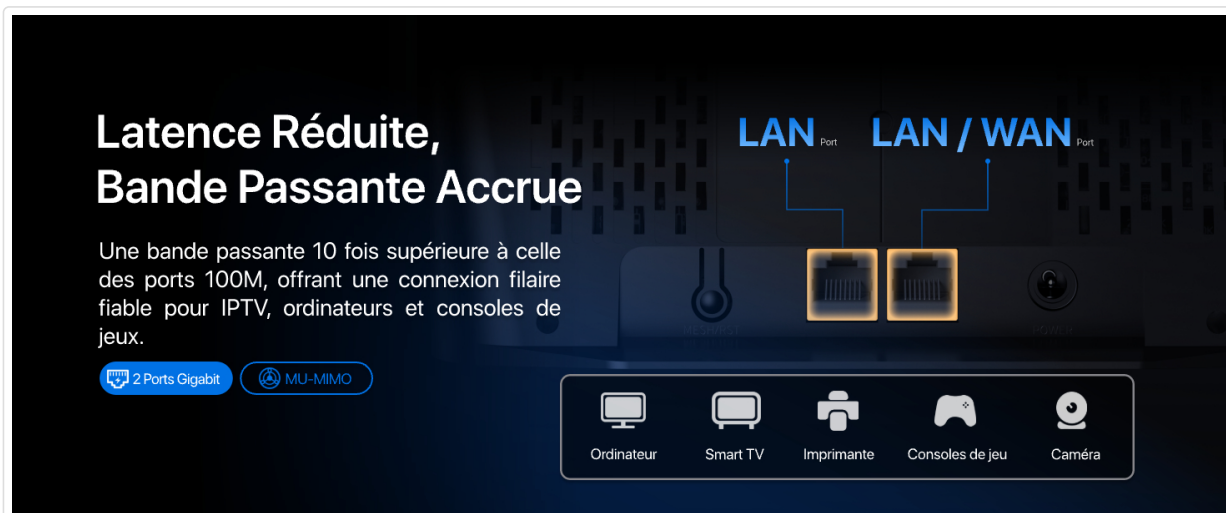 Latence Réduite,
Bande Passante Accrue
Une bande passante 10 fois supérieure à celle
des ports 100M, offrant une connexion filaire
fiable pour IPTV, ordinateurs et consoles de
jeux.
2 Ports Gigabit
MU-MIMO
LAN Port
LAN / WAN Port
POWER
Ordinateur
Smart TV
Imprimante
Consoles de jeu
Caméra